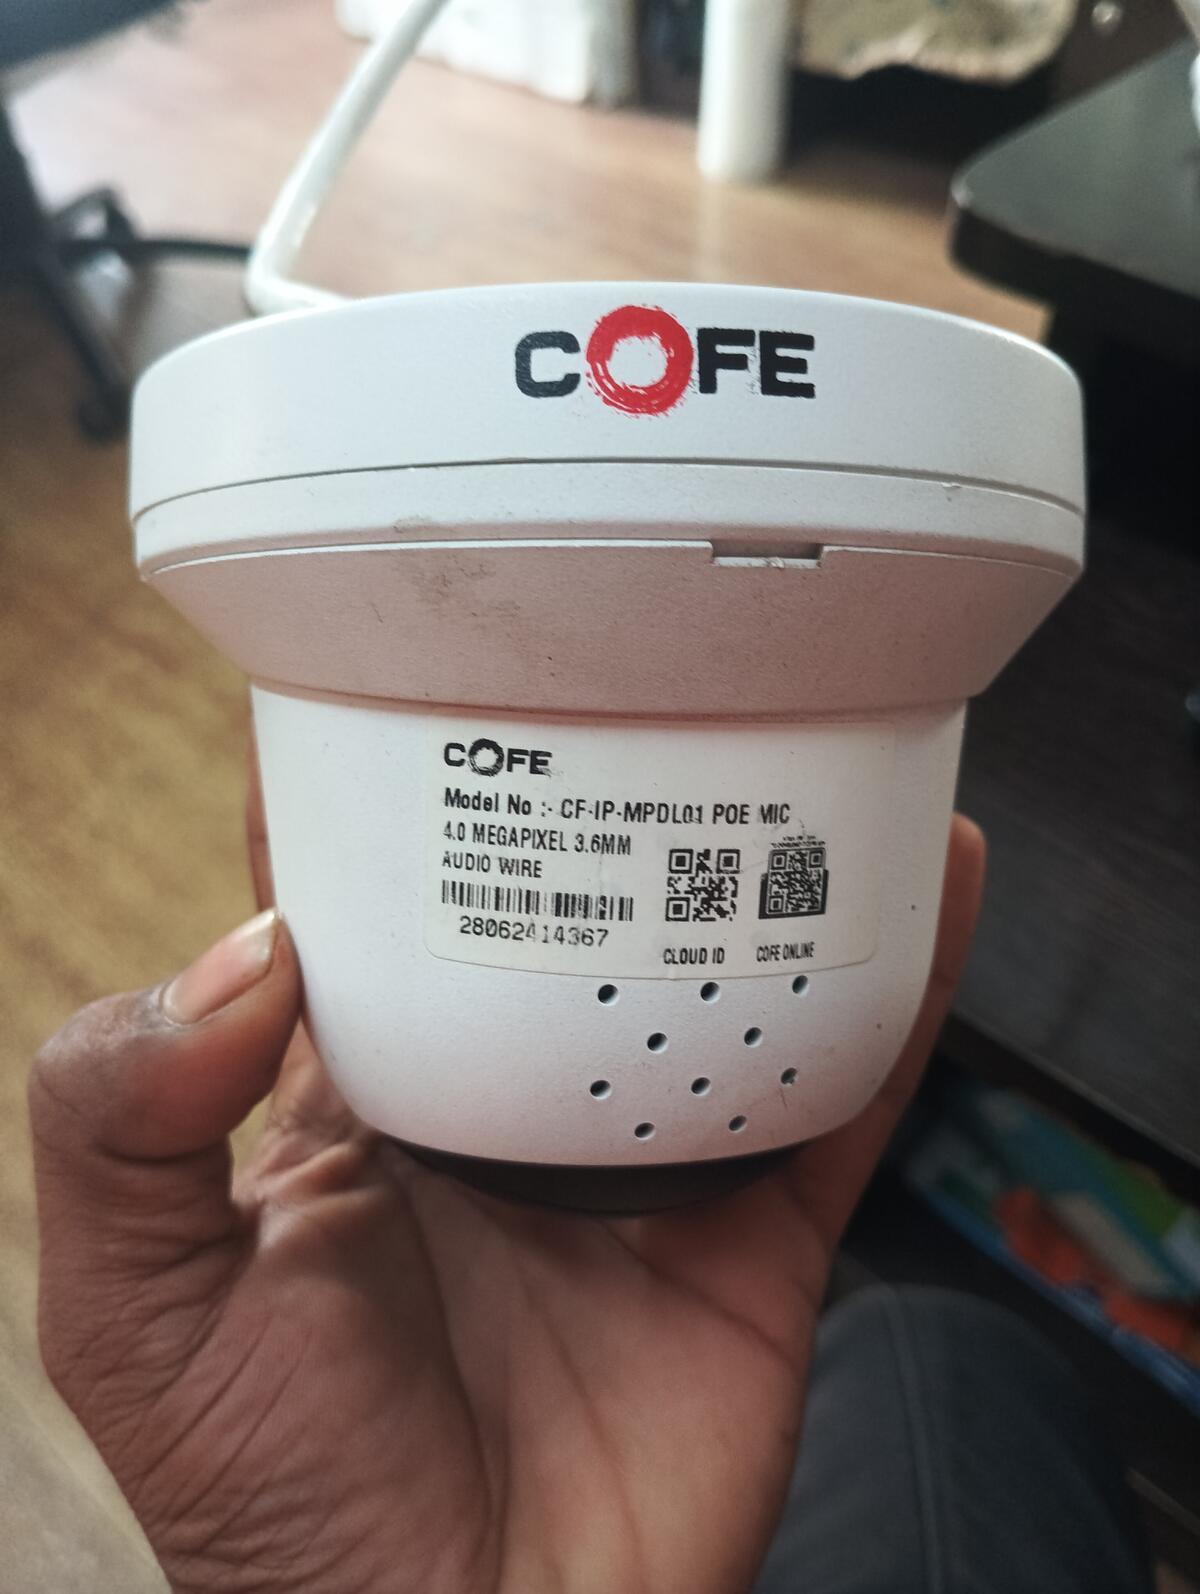 COFE
COFE
Model No :- CF-IP-MPDL01 POE MIC
4.0 MEGAPIXEL 3.6MM
AUDIO WIRE
28062414367
CLOUD ID
COFE ONLINE